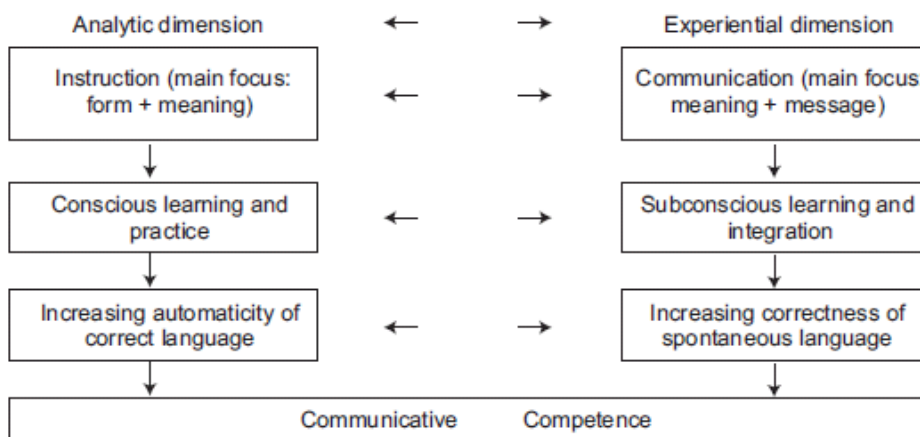 Analytic dimension
Experiential dimension
Instruction (main focus:
form + meaning)
Communication (main focus
meaning + message)
Conscious learning and
practice
Subconscious learning and
integration
Increasing automaticity of
correct language
Increasing correctness of
spontaneous language
Communicative Competence